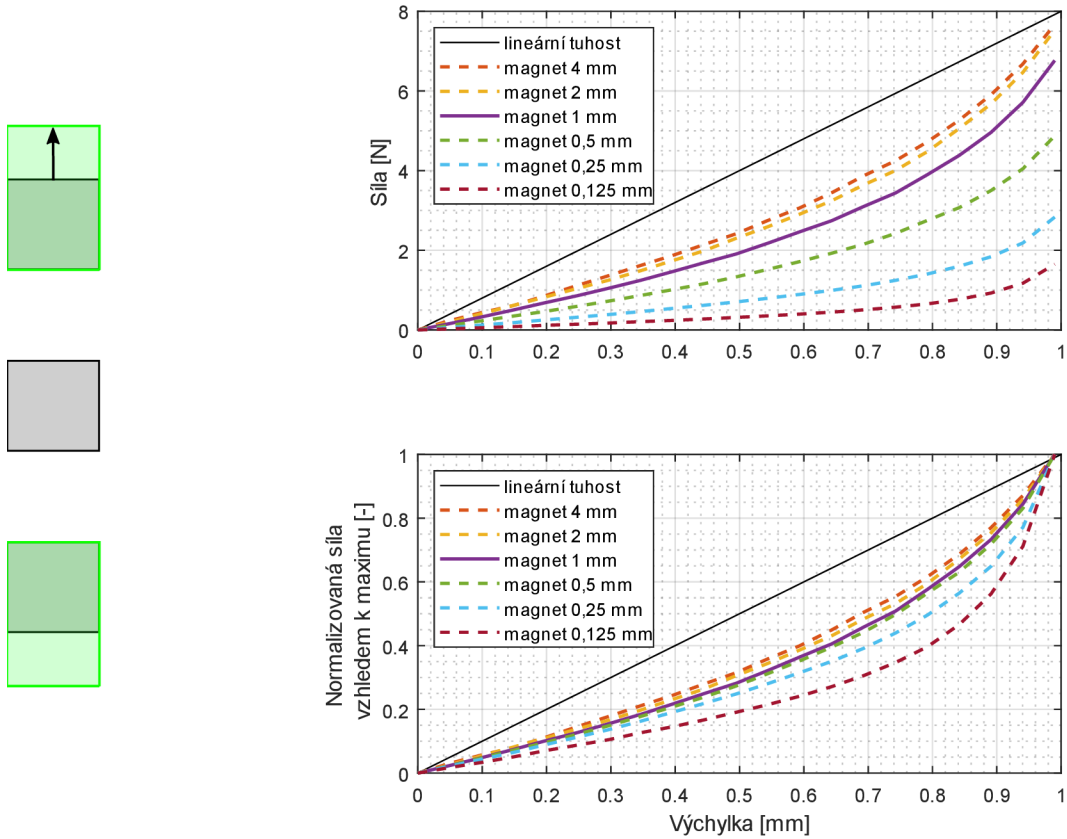 8
6
4
2
0
Síla [N]
lineární tuhost
magnet 4 mm
magnet 2 mm
magnet 1 mm
magnet 0,5 mm
magnet 0,25 mm
magnet 0,125 mm
0 0.1 0.2 0.3 0.4 0.5 0.6 0.7 0.8 0.9 1
1
0.8
0.6
0.4
0.2
0
Normalizovaná síla
vzhledem k maximu [-]
lineární tuhost
magnet 4 mm
magnet 2 mm
magnet 1 mm
magnet 0,5 mm
magnet 0,25 mm
magnet 0,125 mm
0 0.1 0.2 0.3 0.4 0.5 0.6 0.7 0.8 0.9 1
Výchylka [mm]